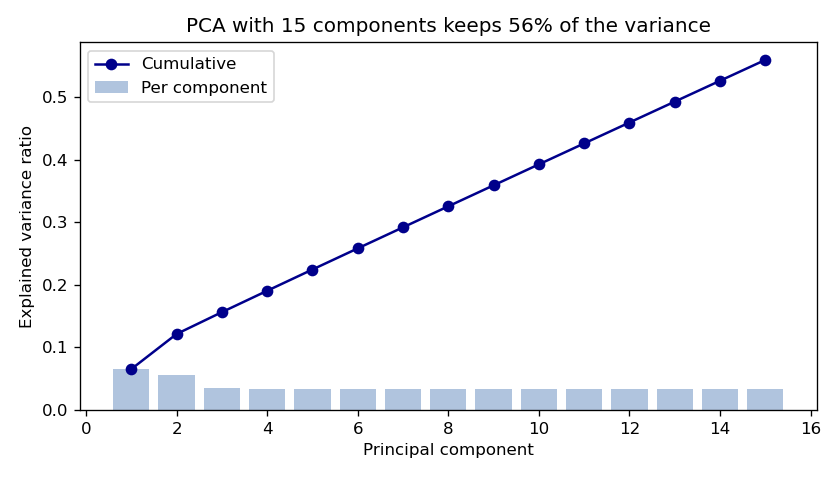 PCA with 15 components keeps 56% of the variance
Cumulative
Per component
Explained variance ratio
0.5
0.4
0.3
0.2
0.1
0.0
0 2 4 6 8 10 12 14 16
Principal component